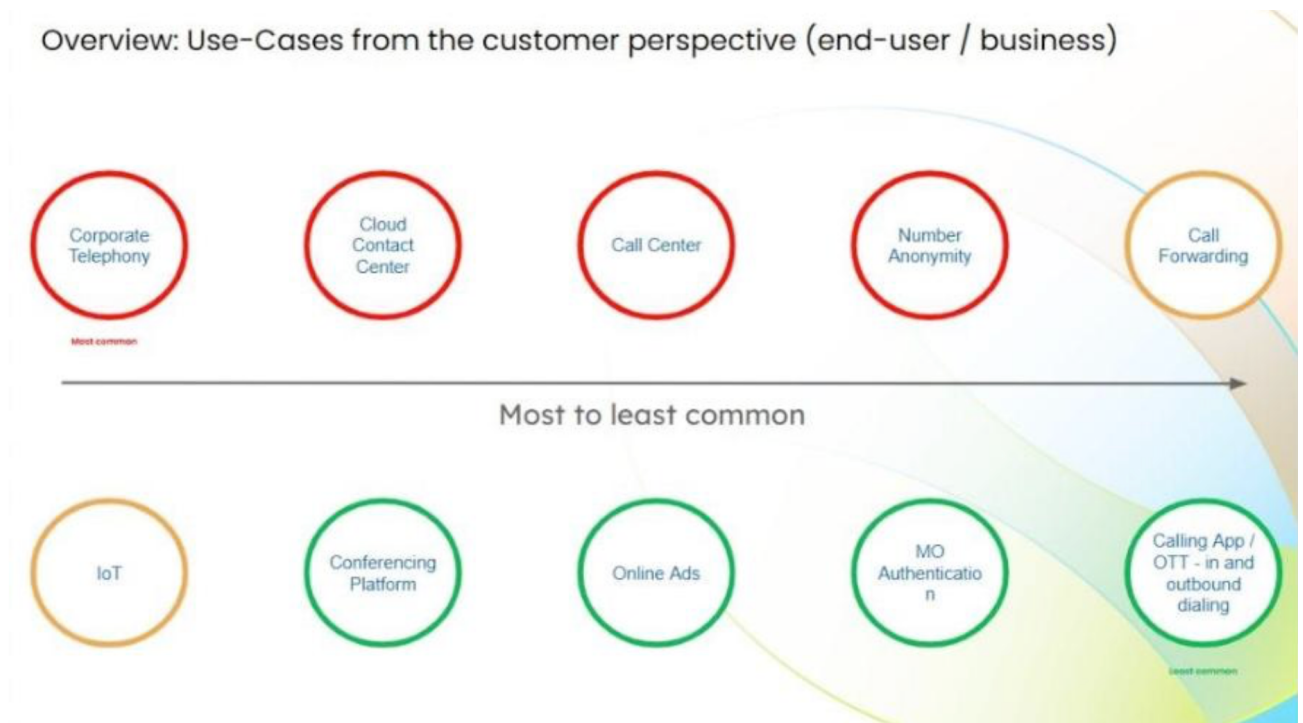 Overview: Use-Cases from the customer perspective (end-user / business)
Corporate
Telephony
Cloud
Contact
Center
Call Center
Number
Anonymity
Call
Forwarding
Most common
Most to least common
IoT
Conferencing
Platform
Online Ads
MO
Authenticatio
n
Calling App /
OTT - in and
outbound
dialing
Least common